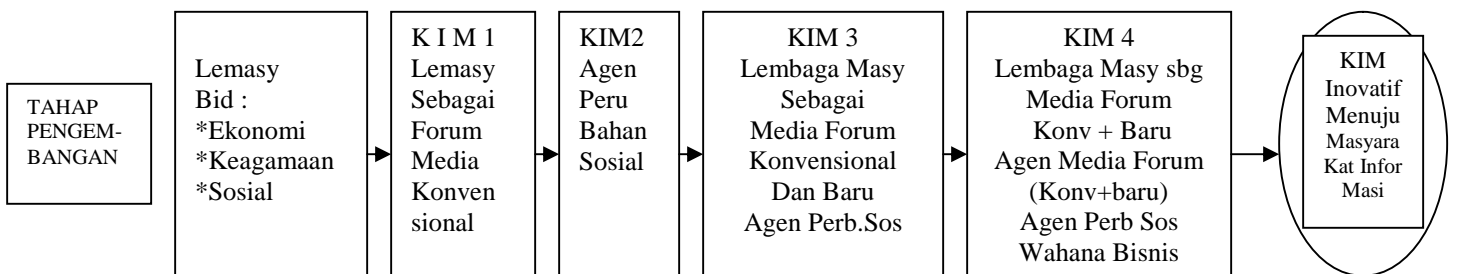 TAHAP
PENGEM-
BANGAN
Lemasy
Bid :
*Ekonomi
*Keagamaan
*Sosial
K I M 1
Lemasy
Sebagai
Forum
Media
Konven
sional
KIM2
Agen
Peru
Bahan
Sosial
KIM 3
Lembaga Masy
Sebagai
Media Forum
Konvensional
Dan Baru
Agen Perb.Sos
KIM 4
Lembaga Masy sbg
Media Forum
Konv + Baru
Agen Media Forum
(Konv+baru)
Agen Perb Sos
Wahana Bisnis
KIM
Inovatif
Menuju
Masyara
Kat Infor
Masi